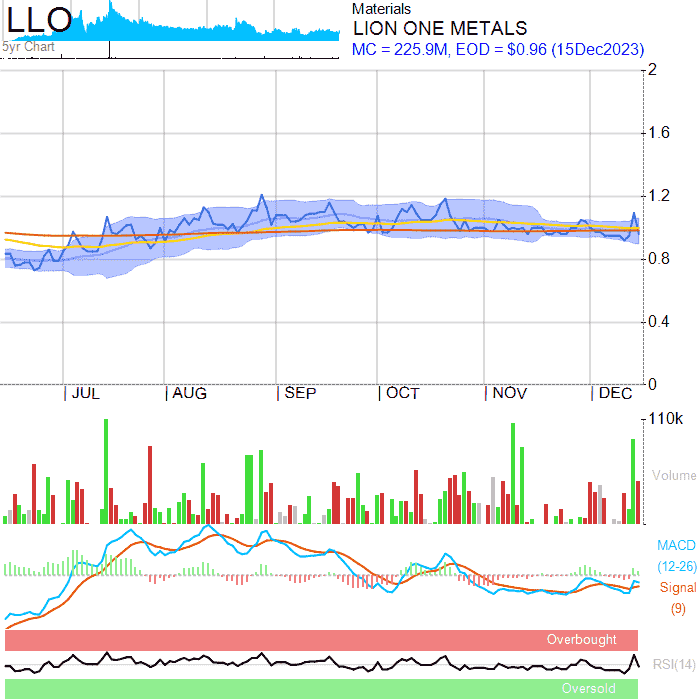 LLO
5yr Chart
Materials
LION ONE METALS
MC = 225.9M, EOD = $0.96 (15Dec2023)
2
1.6
1.2
0.8
0.4
0
JUL AUG SEP OCT NOV DEC
110k
Volume
MACD
(12-26)
Signal
(9)
Overbought
RSI(14)
Oversold